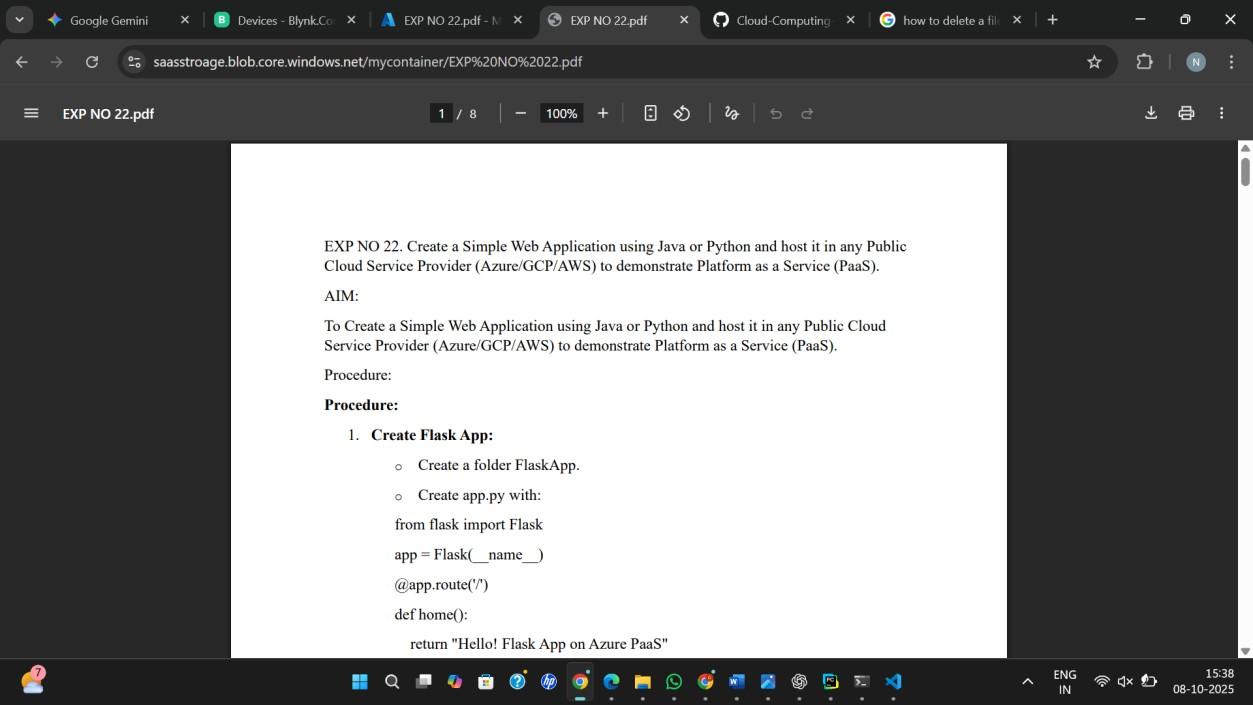 Google Gemini
Devices - Blynk.Co
EXP NO 22.pdf - M
EXP NO 22.pdf
Cloud-Computing
how to delete a file
saasstroage.blob.core.windows.net/mycontainer/EXP%20NO%2022.pdf
N
EXP NO 22.pdf
1 / 8
100%
EXP NO 22. Create a Simple Web Application using Java or Python and host it in any Public
Cloud Service Provider (Azure/GCP/AWS) to demonstrate Platform as a Service (PaaS).
AIM:
To Create a Simple Web Application using Java or Python and host it in any Public Cloud
Service Provider (Azure/GCP/AWS) to demonstrate Platform as a Service (PaaS).
Procedure:
Procedure:
1. Create Flask App:
o Create a folder FlaskApp.
o Create app.py with:
from flask import Flask
app = Flask(__name__)
@app.route('/')
def home():
return "Hello! Flask App on Azure PaaS"
7
ENG
IN
15:38
08-10-2025